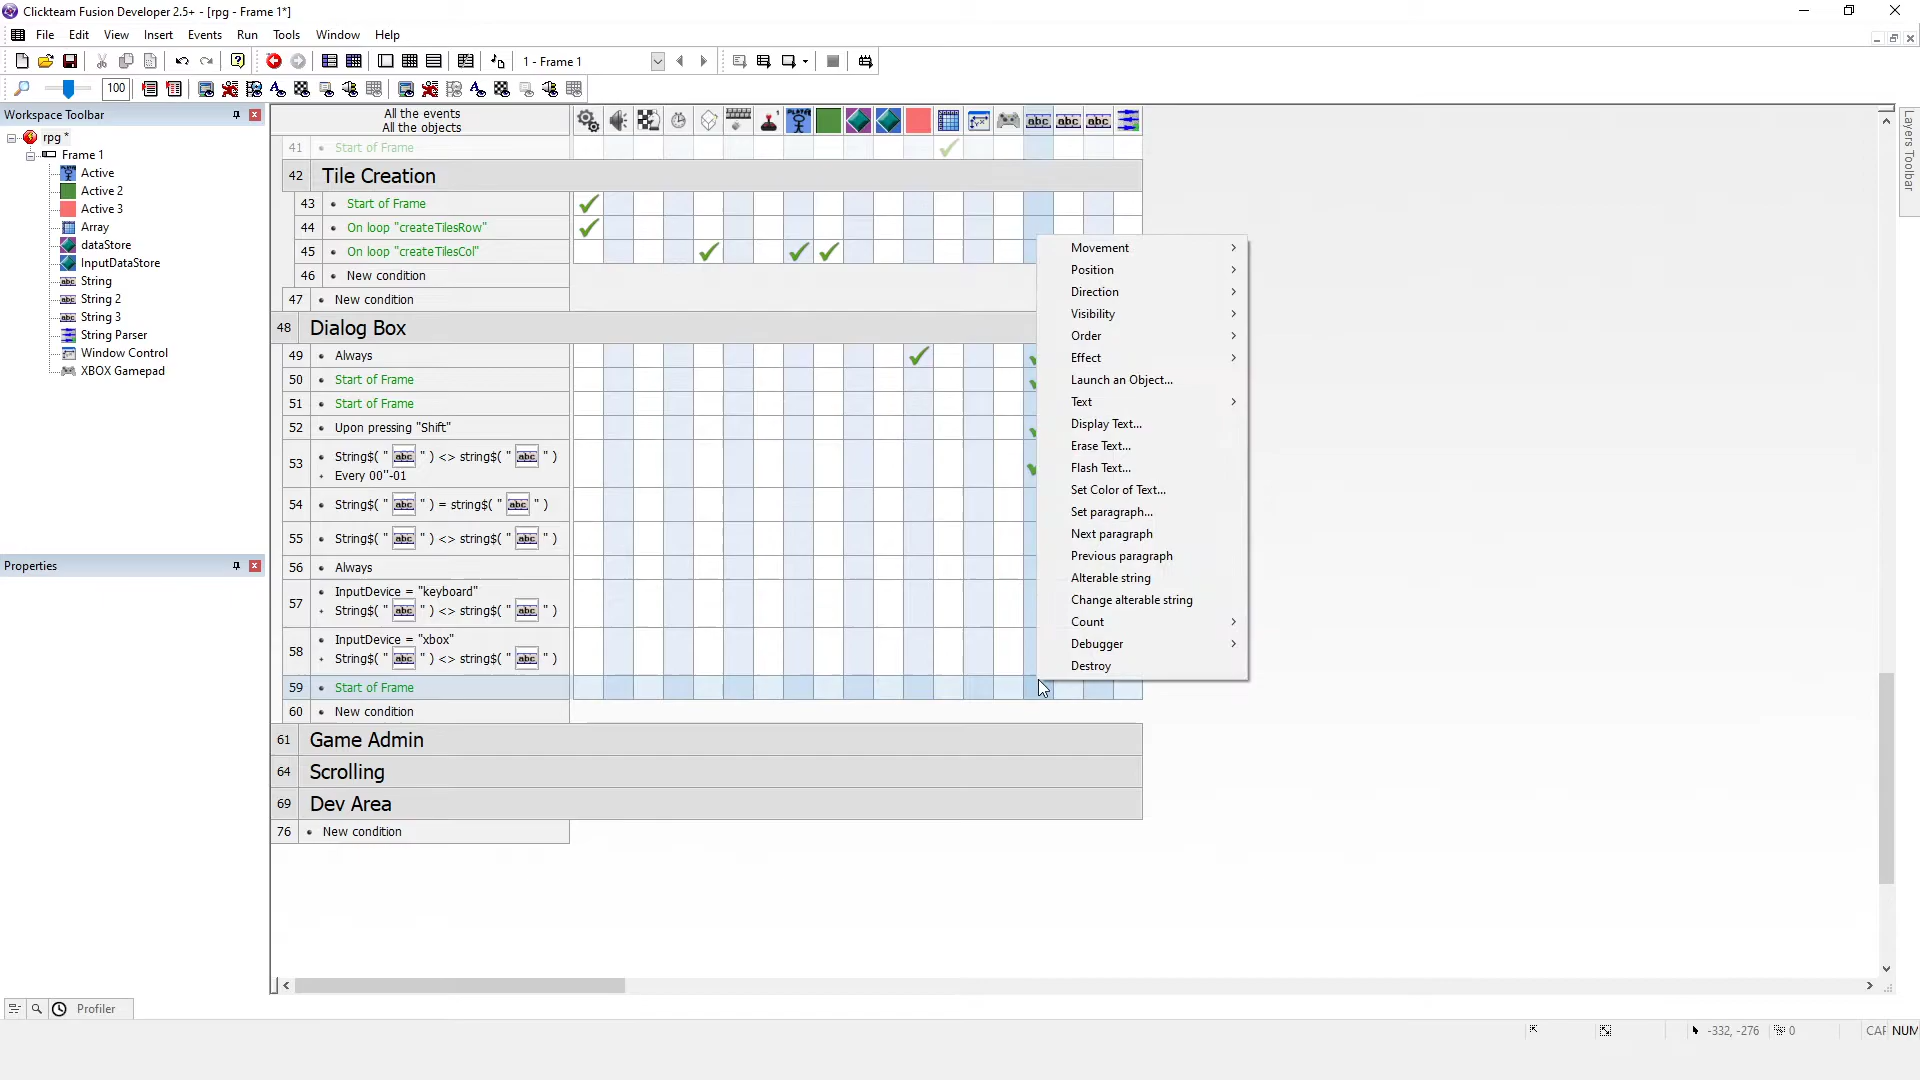 Clickteam Fusion Developer 2.5+ - [rpg - Frame 1*]
File Edit View Insert Events Run Tools Window Help
1 - Frame 1
100
Workspace Toolbar
rpg *
Frame 1
Active
Active 2
Active 3
Array
dataStore
InputDataStore
String
String 2
String 3
String Parser
Window Control
XBOX Gamepad
Properties
Profiler
All the events
All the objects
abc abc abc
41 Start of Frame
42 Tile Creation
43 Start of Frame
44 On loop "createTilesRow"
45 On loop "createTilesCol"
46 New condition
47 New condition
48 Dialog Box
49 Always
50 Start of Frame
51 Start of Frame
52 Upon pressing "Shift"
53 String$( " abc " ) <> string$( " abc " )
Every 00"-01
54 String$( " abc " ) = string$( " abc " )
55 String$( " abc " ) <> string$( " abc " )
56 Always
57 InputDevice = "keyboard"
String$( " abc " ) <> string$( " abc " )
58 InputDevice = "xbox"
String$( " abc " ) <> string$( " abc " )
59 Start of Frame
60 New condition
61 Game Admin
64 Scrolling
69 Dev Area
76 New condition
Movement
Position
Direction
Visibility
Order
Effect
Launch an Object...
Text
Display Text...
Erase Text...
Flash Text...
Set Color of Text...
Set paragraph...
Next paragraph
Previous paragraph
Alterable string
Change alterable string
Count
Debugger
Destroy
Layers Toolbar
-332, -276 0 CAP NUM